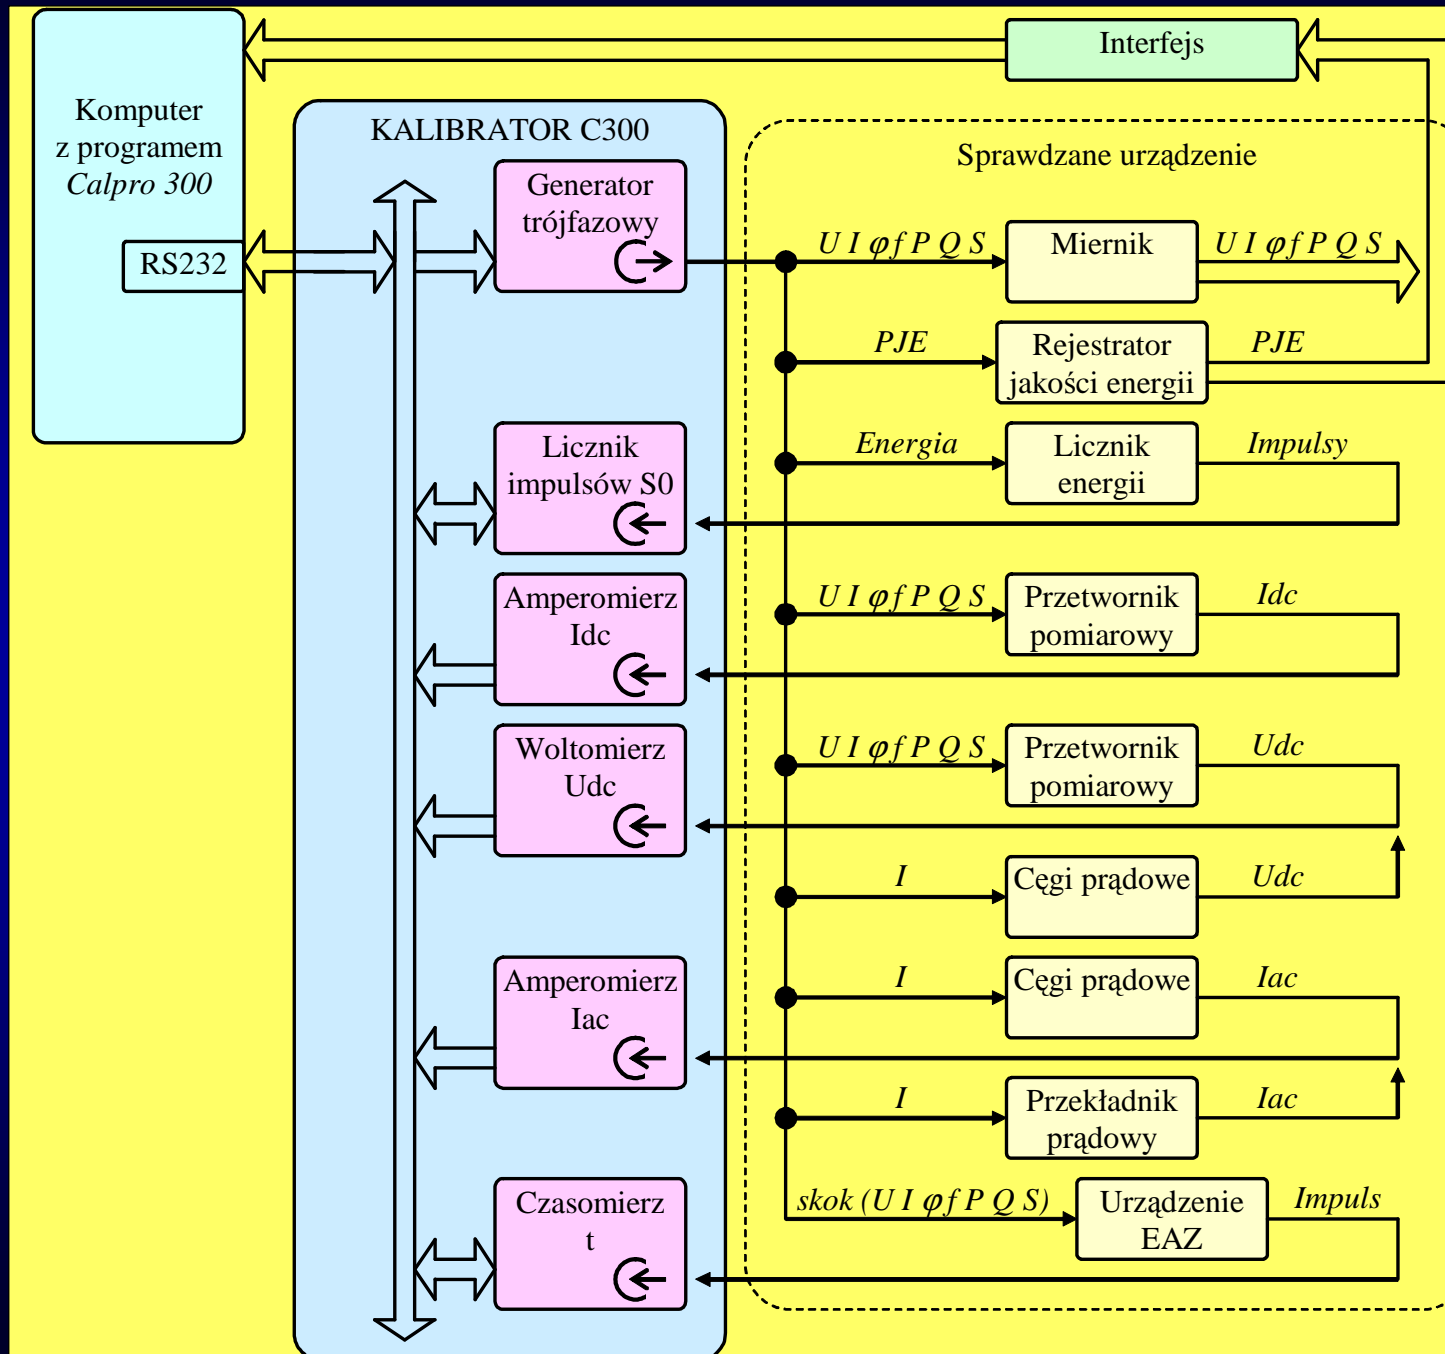 Interfejs
Komputer
z programem
Calpro 300
RS232
KALIBRATOR C300
Generator
trójfazowy
Licznik
impulsów S0
Amperomierz
Idc
Woltomierz
Udc
Amperomierz
Iac
Czasomierz
t
Sprawdzane urządzenie
U I φ f P Q S
Miernik
U I φ f P Q S
PJE
Rejestrator
jakości energii
PJE
Energia
Licznik
energii
Impulsy
U I φ f P Q S
Przetwornik
pomiarowy
Idc
U I φ f P Q S
Przetwornik
pomiarowy
Udc
I
Cęgi prądowe
Udc
I
Cęgi prądowe
Iac
I
Przekładnik
prądowy
Iac
skok (U I φ f P Q S)
Urządzenie
EAZ
Impuls